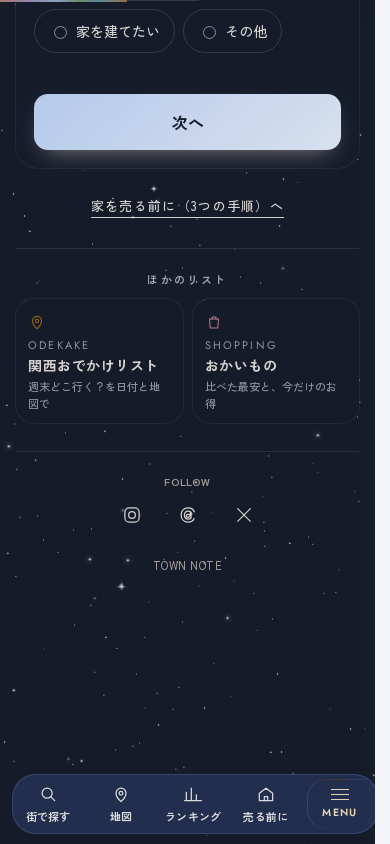 家を建てたい
その他
次へ
家を売る前に（3つの手順）へ
ほかのリスト
ODEKAKE
関西おでかけリスト
週末どこ行く？を日付と地
図で
SHOPPING
おかいもの
比べた最安と、今だけのお
得
FOLLOW
TOWN NOTE
街で探す
地図
ランキング
売る前に
MENU